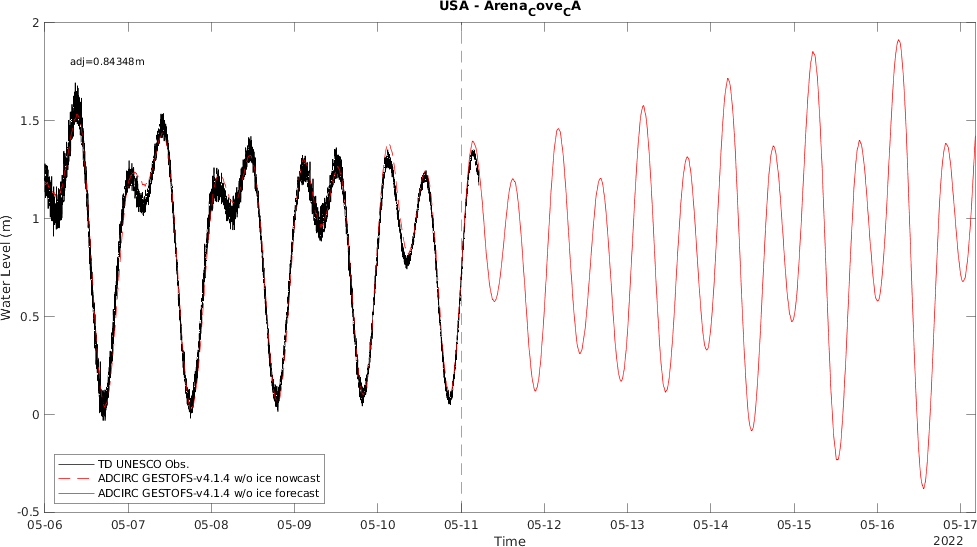 USA - ArenaCoveCA
adj=0.84348m
2
1.5
1
0.5
0
-0.5
Water Level (m)
TD UNESCO Obs.
ADCIRC GESTOFS-v4.1.4 w/o ice nowcast
ADCIRC GESTOFS-v4.1.4 w/o ice forecast
05-06 05-07 05-08 05-09 05-10 05-11 05-12 05-13 05-14 05-15 05-16 05-17
Time
2022